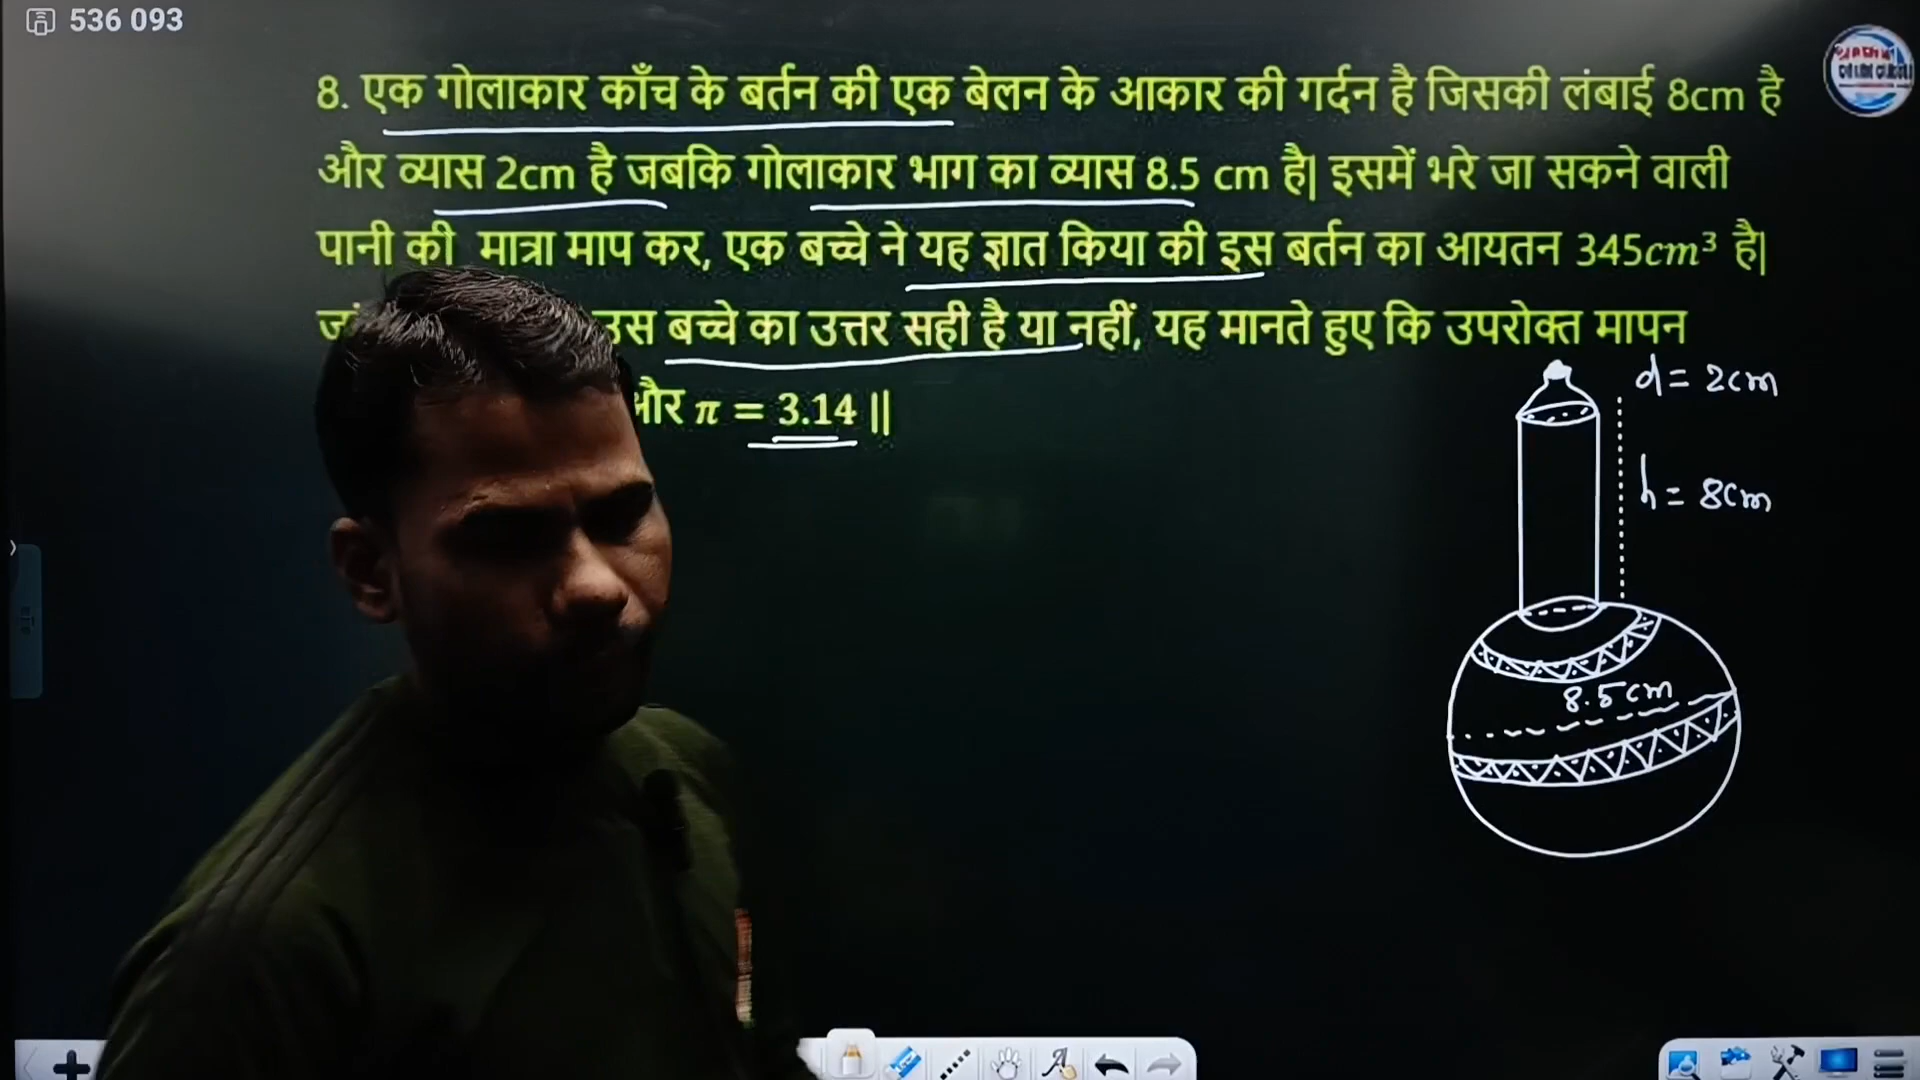 536 093
8. एक गोलाकार काँच के बर्तन की एक बेलन के आकार की गर्दन है जिसकी लंबाई 8cm है
और व्यास 2cm है जबकि गोलाकार भाग का व्यास 8.5 cm है| इसमें भरे जा सकने वाली
पानी की मात्रा माप कर, एक बच्चे ने यह ज्ञात किया की इस बर्तन का आयतन 345cm³ है|
उस बच्चे का उत्तर सही है या नहीं, यह मानते हुए कि उपरोक्त मापन
और π = 3.14 ||
d = 2cm
h = 8cm
8.5cm